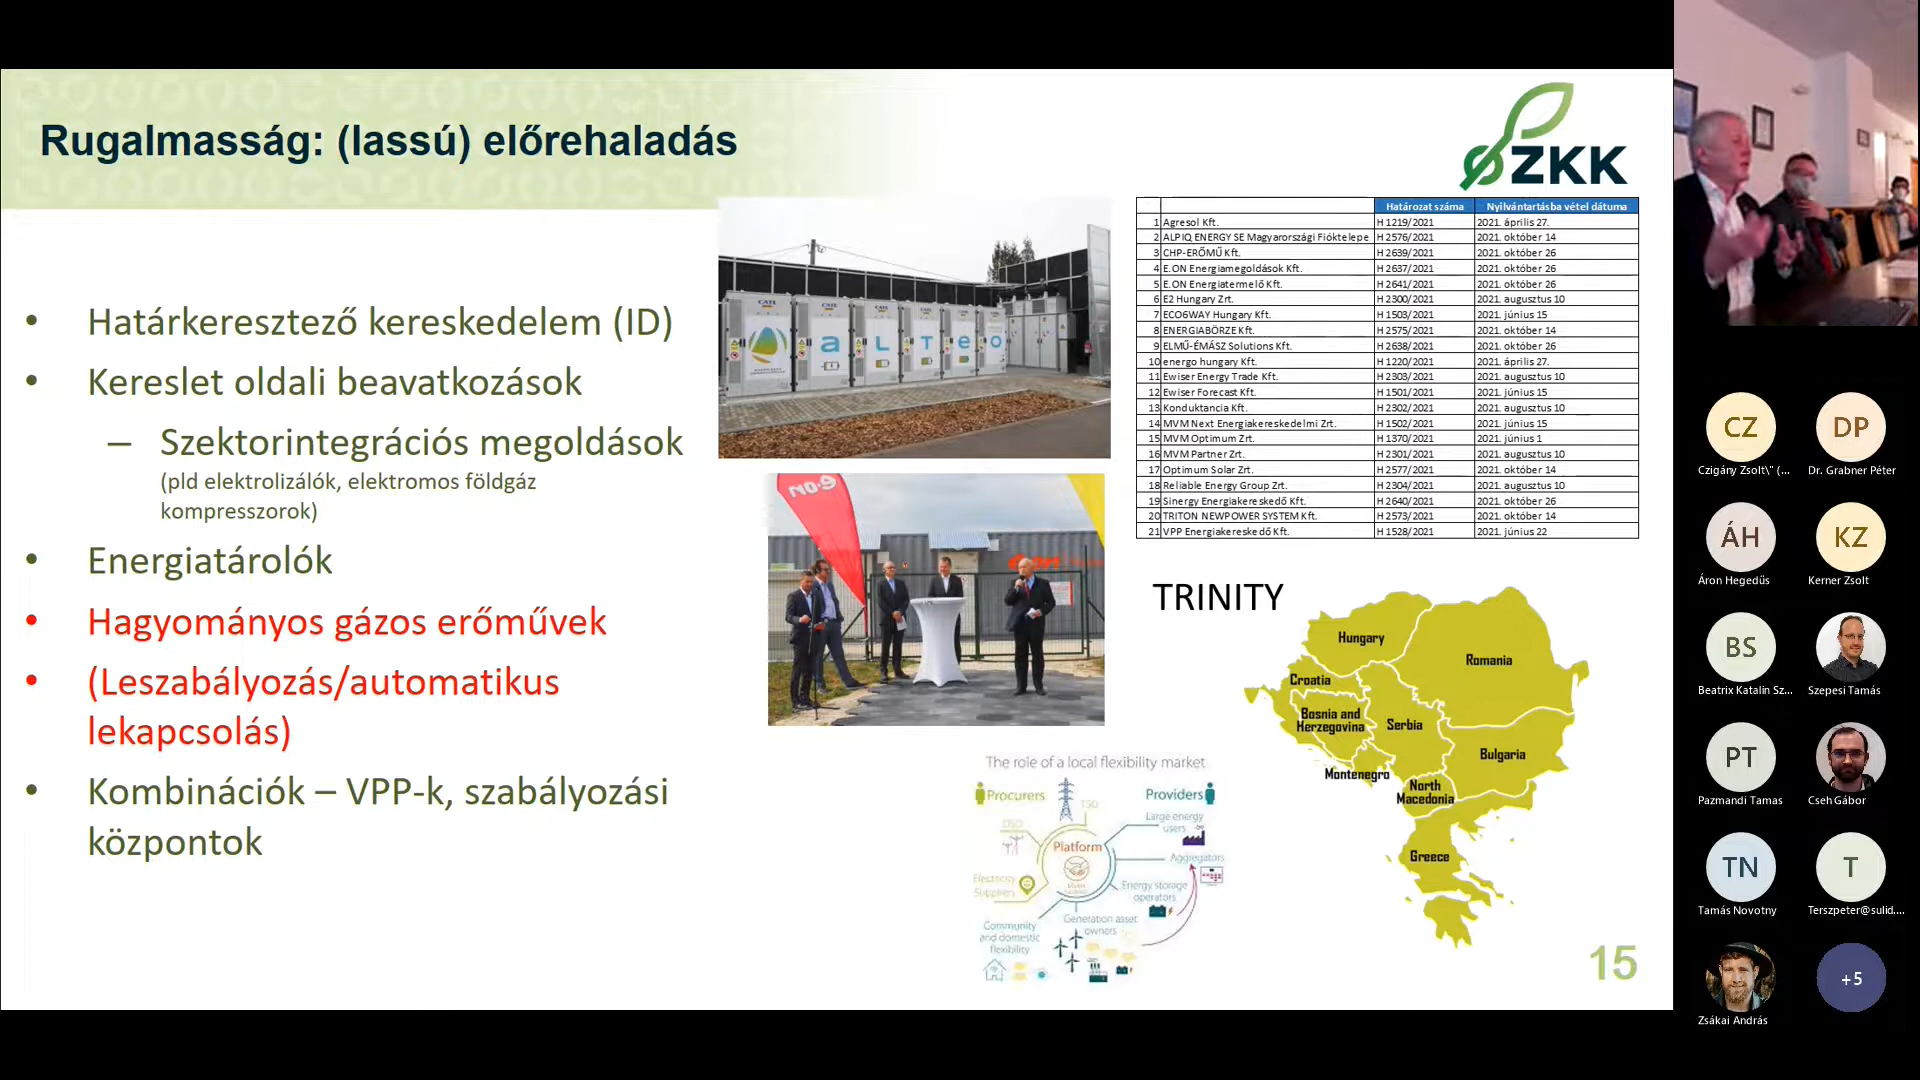 Rugalmasság: (lassú) előrehaladás
ZKK
• Határkeresztező kereskedelem (ID)
• Kereslet oldali beavatkozások
– Szektorintegrációs megoldások
(pld elektrolizálók, elektromos földgáz
kompresszorok)
• Energiatárolók
• Hagyományos gázos erőművek
• (Leszabályozás/automatikus
lekapcsolás)
• Kombinációk – VPP-k, szabályozási
központok
CATL CATL CATL CATL CATL
ALTEO
e·on
Határozat száma Nyilvántartásba vétel dátuma
1 Agresol Kft. H 1219/2021 2021. április 27.
2 ALPIQ ENERGY SE Magyarországi Fióktelepe H 2576/2021 2021. október 14
3 CHP-ERŐMŰ Kft. H 2639/2021 2021. október 26
4 E.ON Energiamegoldások Kft. H 2637/2021 2021. október 26
5 E.ON Energiatermelő Kft. H 2641/2021 2021. október 26
6 E2 Hungary Zrt. H 2300/2021 2021. augusztus 10
7 ECO6WAY Hungary Kft. H 1503/2021 2021. június 15
8 ENERGIABÖRZE Kft. H 2575/2021 2021. október 14
9 ELMŰ-ÉMÁSZ Solutions Kft. H 2638/2021 2021. október 26
10 energo hungary Kft. H 1220/2021 2021. április 27.
11 Ewiser Energy Trade Kft. H 2303/2021 2021. augusztus 10
12 Ewiser Forecast Kft. H 1501/2021 2021. június 15
13 Konduktancia Kft. H 2302/2021 2021. augusztus 10
14 MVM Next Energiakereskedelmi Zrt. H 1502/2021 2021. június 15
15 MVM Optimum Zrt. H 1370/2021 2021. június 1
16 MVM Partner Zrt. H 2301/2021 2021. augusztus 10
17 Optimum Solar Zrt. H 2577/2021 2021. október 14
18 Reliable Energy Group Zrt. H 2304/2021 2021. augusztus 10
19 Sinergy Energiakereskedő Kft. H 2640/2021 2021. október 26
20 TRITON NEWPOWER SYSTEM Kft. H 2573/2021 2021. október 14
21 VPP Energiakereskedő Kft. H 1528/2021 2021. június 22
TRINITY
Hungary
Romania
Croatia
Bosnia and
Herzegovina
Serbia
Bulgaria
Montenegro
North
Macedonia
Greece
The role of a local flexibility market
Procurers
Providers
TSO
DSO
Large energy
users
Platform
Aggregators
Electricity
Suppliers
Energy storage
operators
Generation asset
owners
Community
and domestic
flexibility
15
CZ
Czigány Zsolt\" (...
DP
Dr. Grabner Péter
ÁH
Áron Hegedűs
KZ
Kerner Zsolt
BS
Beatrix Katalin Sz...
Szepesi Tamás
PT
Pazmandi Tamas
Cseh Gábor
TN
Tamás Novotny
T
Terszpeter@sulid....
Zsákai András
+5